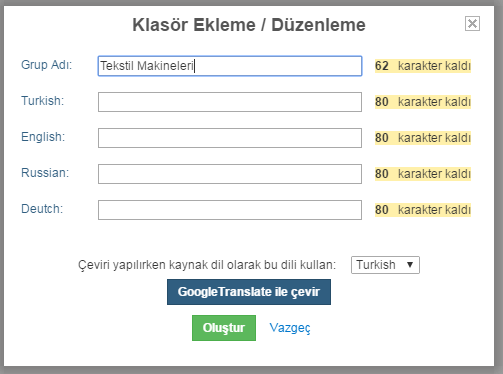 Klasör Ekleme / Düzenleme
Grup Adı: Tekstil Makineleri 62 karakter kaldı
Turkish: 80 karakter kaldı
English: 80 karakter kaldı
Russian: 80 karakter kaldı
Deutch: 80 karakter kaldı
Çeviri yapılırken kaynak dil olarak bu dili kullan: Turkish
GoogleTranslate ile çevir
Oluştur Vazgeç